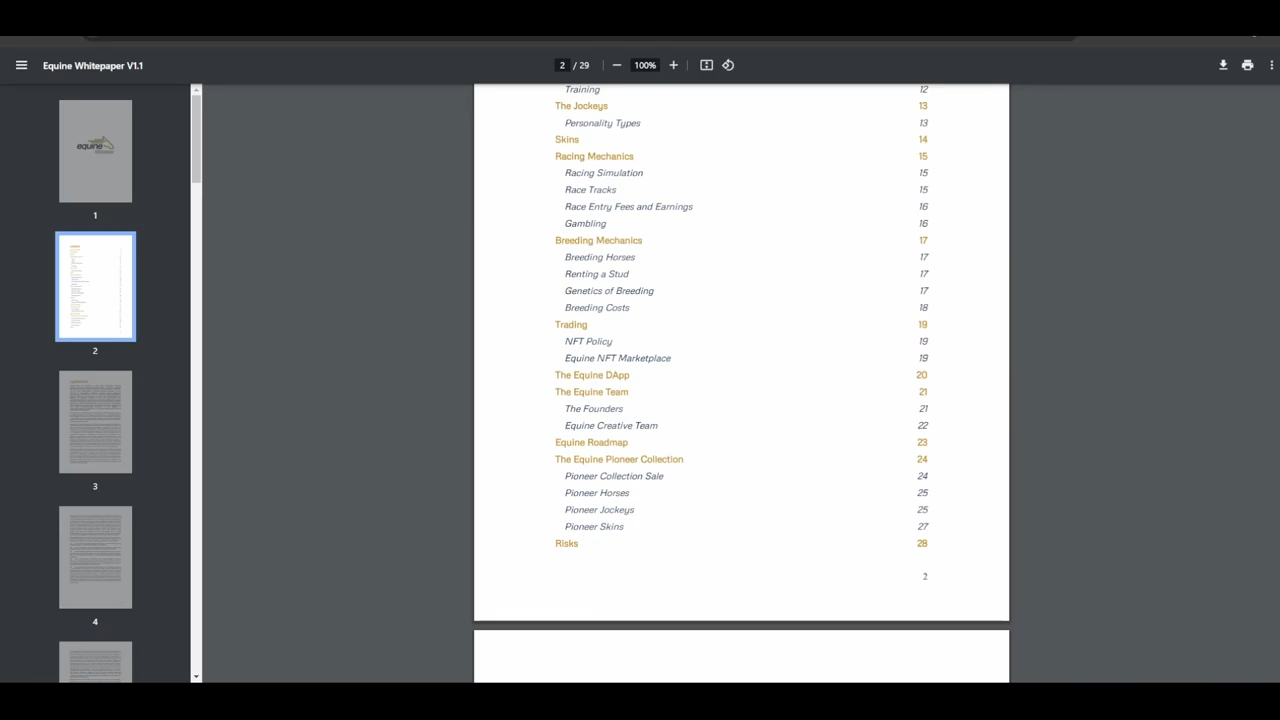 Equine Whitepaper V1.1
2 / 29
100%
equine
1
2
3
4
Training 12
The Jockeys 13
Personality Types 13
Skins 14
Racing Mechanics 15
Racing Simulation 15
Race Tracks 15
Race Entry Fees and Earnings 16
Gambling 16
Breeding Mechanics 17
Breeding Horses 17
Renting a Stud 17
Genetics of Breeding 17
Breeding Costs 18
Trading 19
NFT Policy 19
Equine NFT Marketplace 19
The Equine DApp 20
The Equine Team 21
The Founders 21
Equine Creative Team 22
Equine Roadmap 23
The Equine Pioneer Collection 24
Pioneer Collection Sale 24
Pioneer Horses 25
Pioneer Jockeys 25
Pioneer Skins 27
Risks 28
2